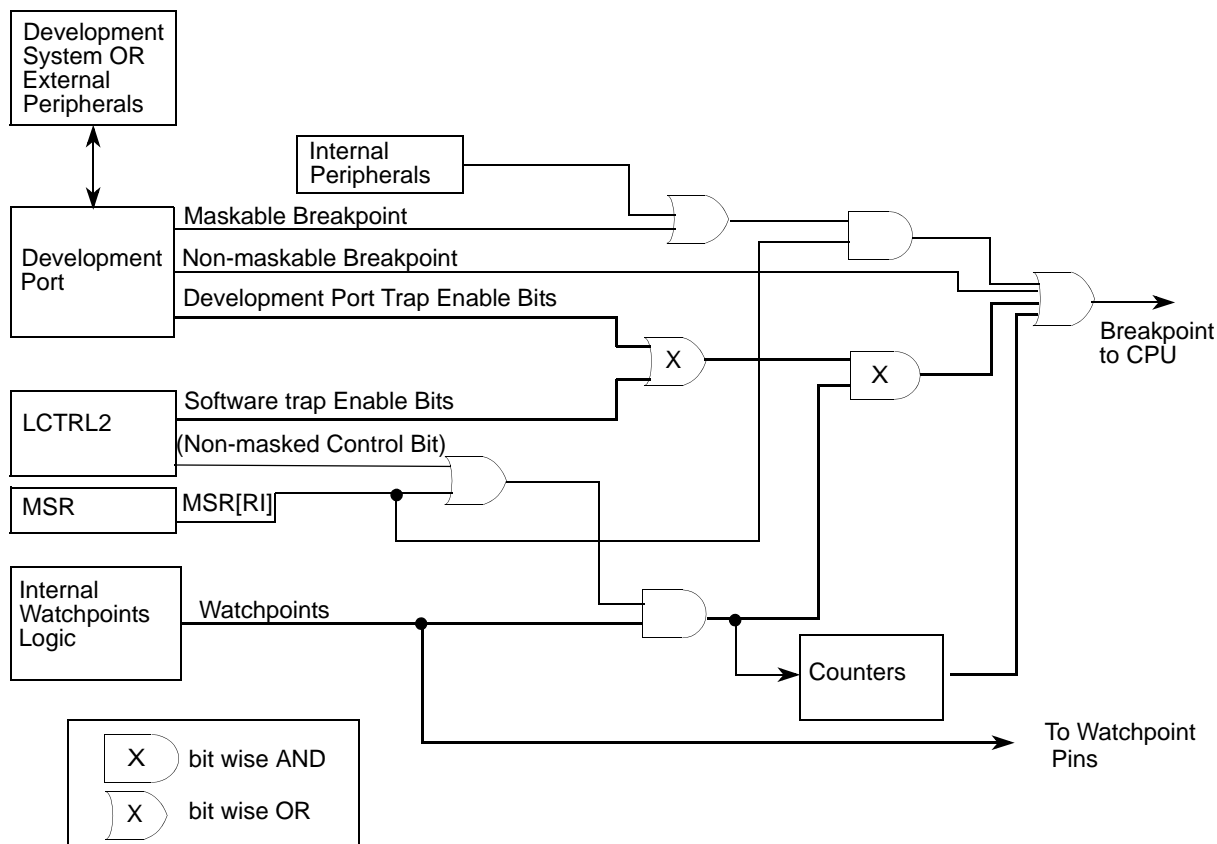 Development
System OR
External
Peripherals
Internal
Peripherals
Development
Port
Maskable Breakpoint
Non-maskable Breakpoint
Development Port Trap Enable Bits
X
X
Breakpoint
to CPU
LCTRL2
Software trap Enable Bits
(Non-masked Control Bit)
MSR
MSR[RI]
Internal
Watchpoints
Logic
Watchpoints
Counters
To Watchpoint
Pins
X bit wise AND
X bit wise OR